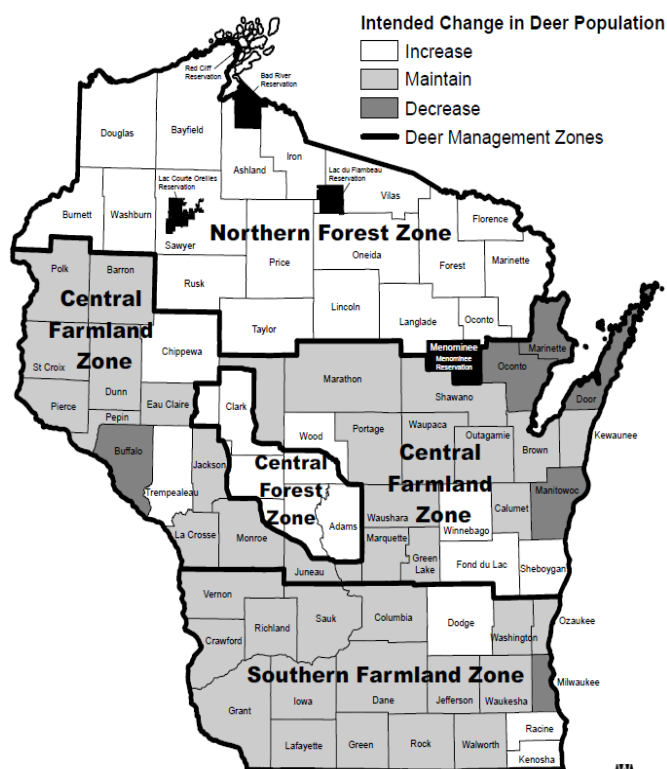 Intended Change in Deer Population
Increase
Maintain
Decrease
Deer Management Zones
Red Cliff
Reservation
Bad River
Reservation
Douglas
Bayfield
Iron
Ashland
Lac du Flambeau
Reservation
Lac Courte Oreilles
Reservation
Vilas
Burnett
Washburn
Florence
Sawyer
Northern Forest Zone
Oneida
Price
Forest
Marinette
Polk
Barron
Rusk
Central
Farmland
Zone
Lincoln
Langlade
Oconto
Taylor
Chippewa
Menominee
Menominee
Reservation
Marinette
Oconto
St Croix
Marathon
Dunn
Shawano
Door
Pierce
Pepin
Eau Claire
Clark
Wood
Portage
Waupaca
Outagamie
Brown
Kewaunee
Buffalo
Jackson
Central
Forest
Zone
Central
Farmland
Zone
Trempealeau
Manitowoc
Adams
Waushara
Calumet
Winnebago
La Crosse
Monroe
Marquette
Green
Lake
Fond du Lac
Sheboygan
Juneau
Vernon
Sauk
Columbia
Dodge
Ozaukee
Richland
Washington
Crawford
Southern Farmland Zone
Milwaukee
Iowa
Dane
Jefferson
Waukesha
Grant
Racine
Lafayette
Green
Rock
Walworth
Kenosha